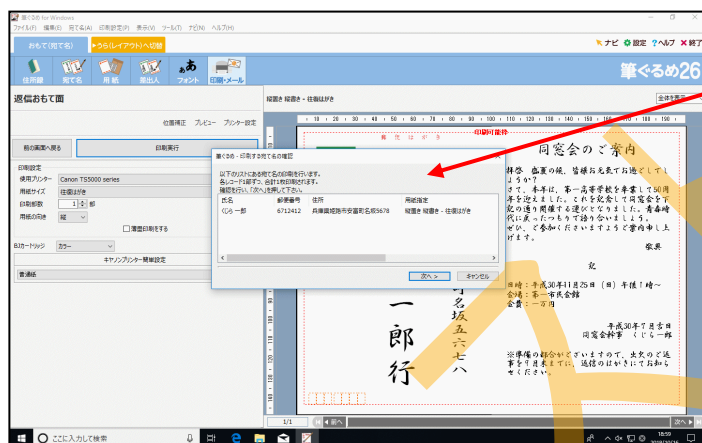 筆ぐるめ for Windows
ファイル(F) 編集(E) 宛て名(A) 印刷設定(P) 表示(V) ツール(T) ナビ(N) ヘルプ(H)
おもて(宛て名) ▶うら(レイアウト)へ切替
ナビ 設定 ?ヘルプ ×終了
住所録 宛て名 用紙 差出人 フォント 印刷・メール
筆ぐるめ26
返信おもて面
位置補正 プレビュー プリンター設定
縦置き 縦書き - 往復はがき
全体を表示
前の画面へ戻る 印刷実行
印刷設定
使用プリンター Canon TS5000 series
用紙サイズ 往復はがき
印刷部数 1 部
用紙の向き 縦
薄墨印刷をする
BJカートリッジ カラー
キヤノンプリンター簡単設定
普通紙
印刷可能枠
郵便はがき
筆ぐるめ - 印刷する宛て名の確認
以下のリストにある宛て名の印刷を行います。
各レコード1部ずつ、合計1枚印刷されます。
確認を行い、「次へ」を押して下さい。
氏名 郵便番号 住所 用紙指定
くじら 一郎 6712412 兵庫県姫路市安富町名坂5678 縦置き 縦書き - 往復はがき
次へ > キャンセル
同窓会のご案内
拝啓 盛夏の候、皆様お元気でお過ごしでし
ょうか?
さて、本年は、第一高等学校を卒業して50周
年を迎えました。これを記念して同窓会を下
記の通り開催する運びとなりました。青春時
代に戻ったつもりで語り合いましょう。
ぜひ、ご参加くださいますようご案内申し上
げます。
敬具
記
日時:平成30年11月25日(日)午後1時~
会場:第一市民会館
会費:一万円
平成30年7月吉日
同窓会幹事 くじら一郎
※準備の都合がございますので、出欠のご返
事を9月末までに、返信のはがきにてお知ら
せください。
町名坂五六七八
一郎行
1/1 前へ 次へ
ここに入力して検索
18:59